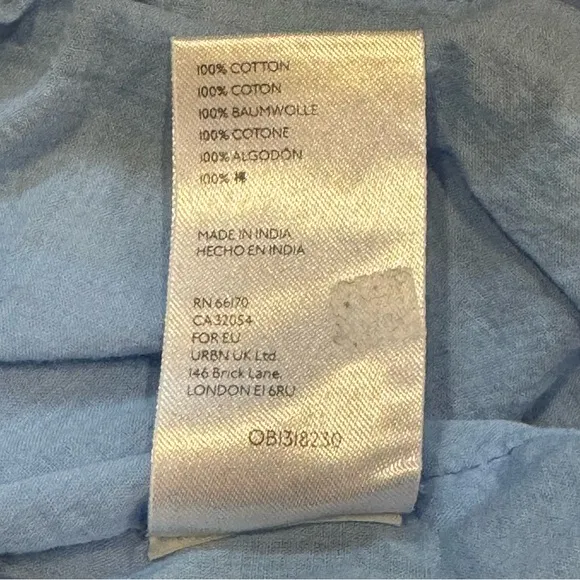 100% COTTON
100% COTON
100% BAUMWOLLE
100% COTONE
100% ALGODÓN
100% 棉
MADE IN INDIA
HECHO EN INDIA
RN 66170
CA 32054
FOR EU
URBN UK Ltd.
146 Brick Lane.
LONDON E1 6RU
OB1318230